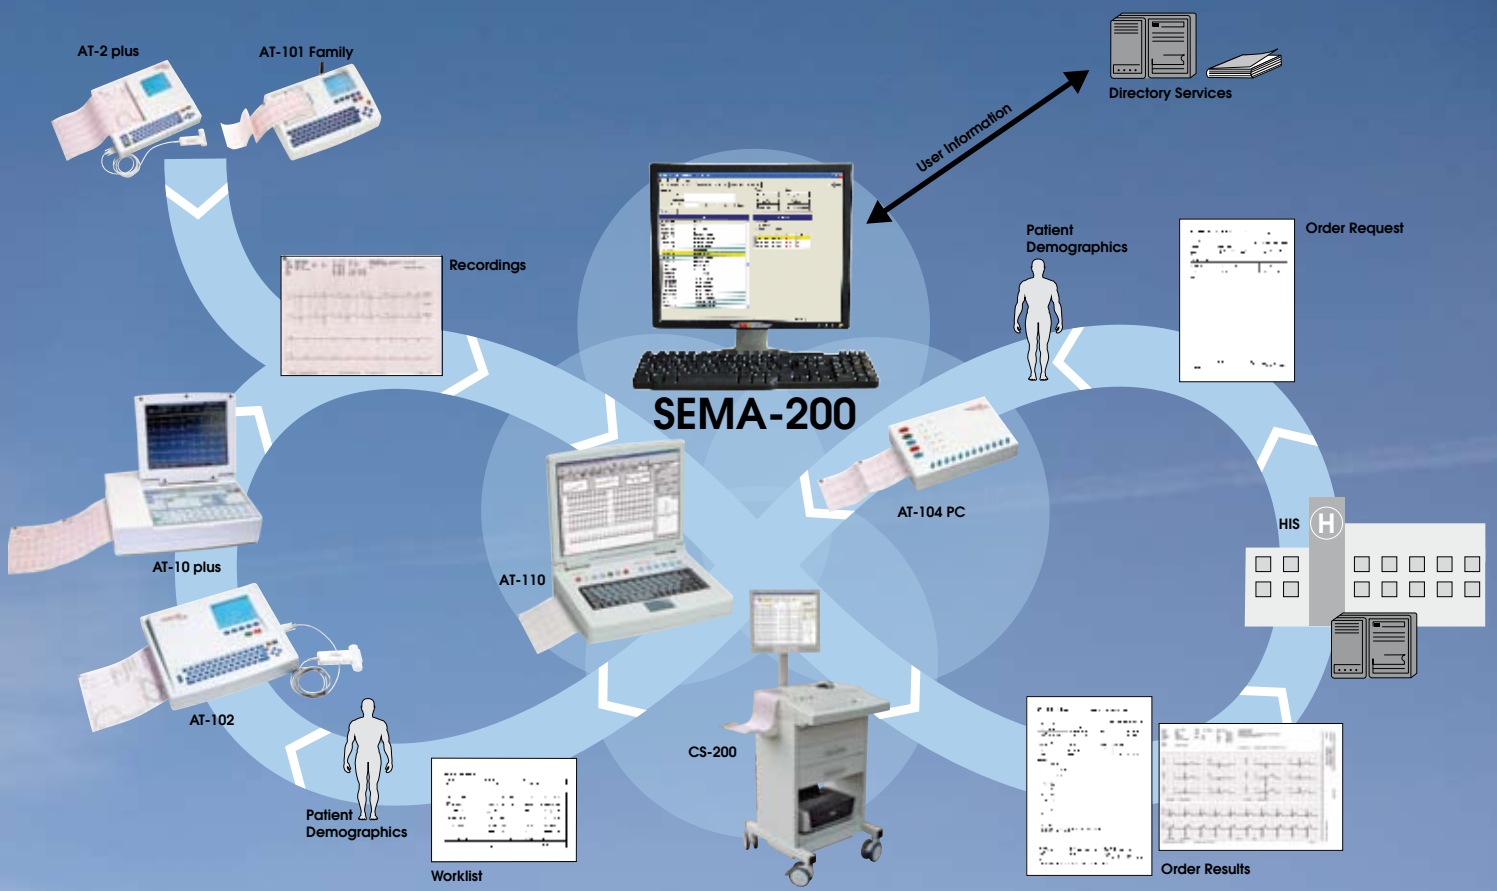 AT-2 plus
AT-101 Family
Directory Services
User Information
Recordings
Patient
Demographics
Order Request
SEMA-200
AT-104 PC
HIS
H
AT-10 plus
AT-110
AT-102
CS-200
Patient
Demographics
Worklist
Order Results